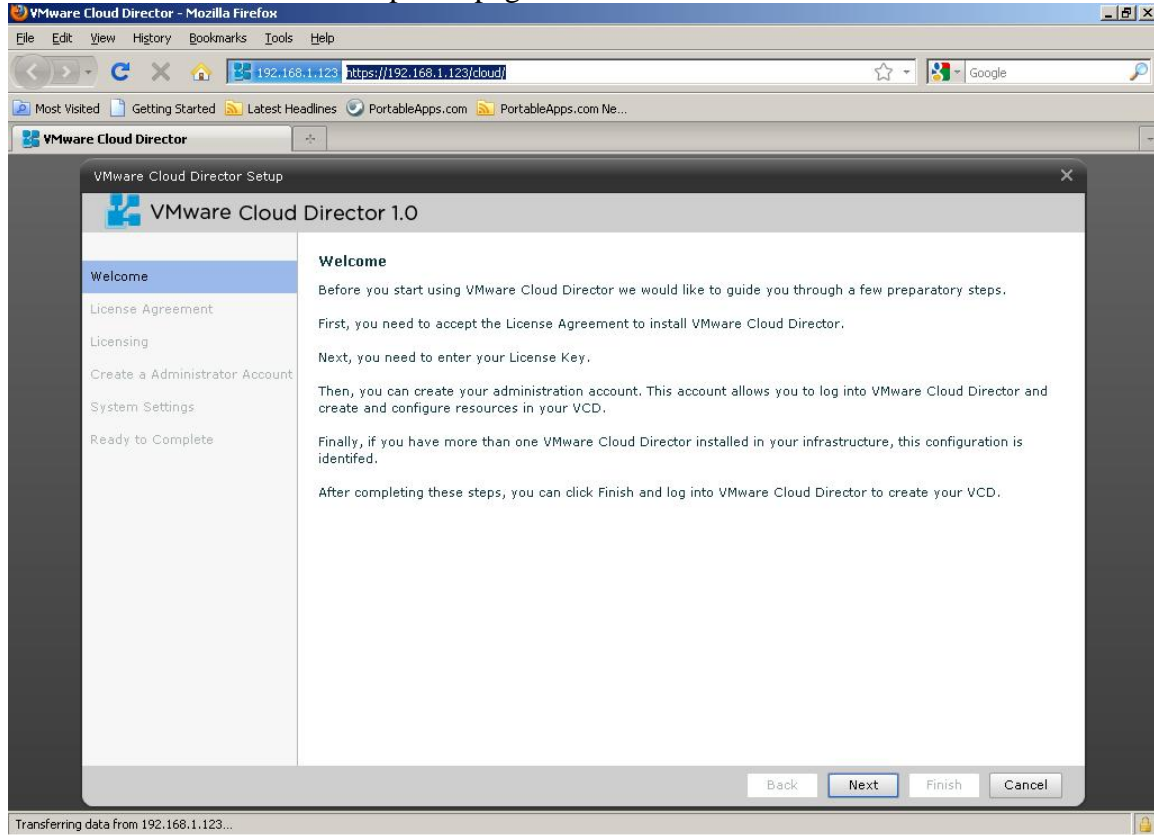 VMware Cloud Director - Mozilla Firefox
File Edit View History Bookmarks Tools Help
192.168.1.123 https://192.168.1.123/cloud/ Google
Most Visited Getting Started Latest Headlines PortableApps.com PortableApps.com Ne...
VMware Cloud Director
VMware Cloud Director Setup
VMware Cloud Director 1.0
Welcome
License Agreement
Licensing
Create a Administrator Account
System Settings
Ready to Complete
Welcome
Before you start using VMware Cloud Director we would like to guide you through a few preparatory steps.
First, you need to accept the License Agreement to install VMware Cloud Director.
Next, you need to enter your License Key.
Then, you can create your administration account. This account allows you to log into VMware Cloud Director and
create and configure resources in your VCD.
Finally, if you have more than one VMware Cloud Director installed in your infrastructure, this configuration is
identifed.
After completing these steps, you can click Finish and log into VMware Cloud Director to create your VCD.
Back Next Finish Cancel
Transferring data from 192.168.1.123...